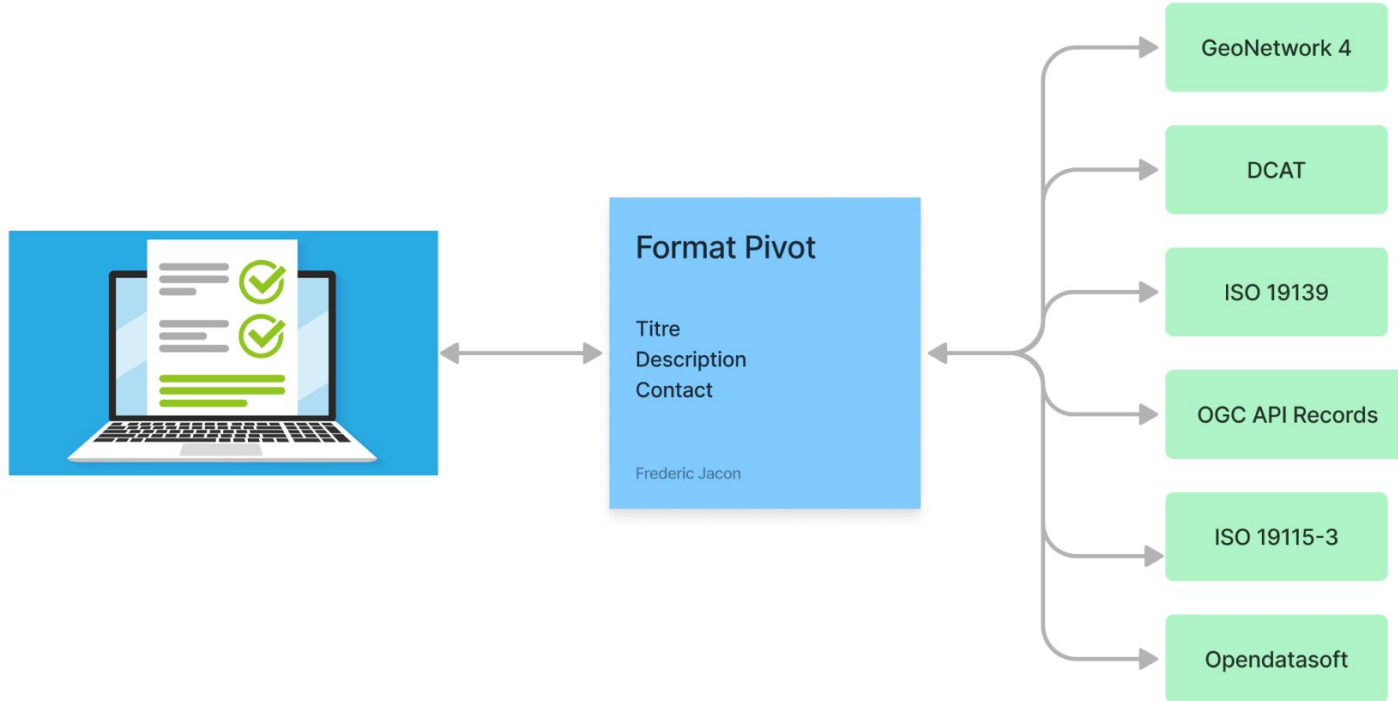 Format Pivot
Titre
Description
Contact
Frederic Jacon
GeoNetwork 4
DCAT
ISO 19139
OGC API Records
ISO 19115-3
Opendatasoft